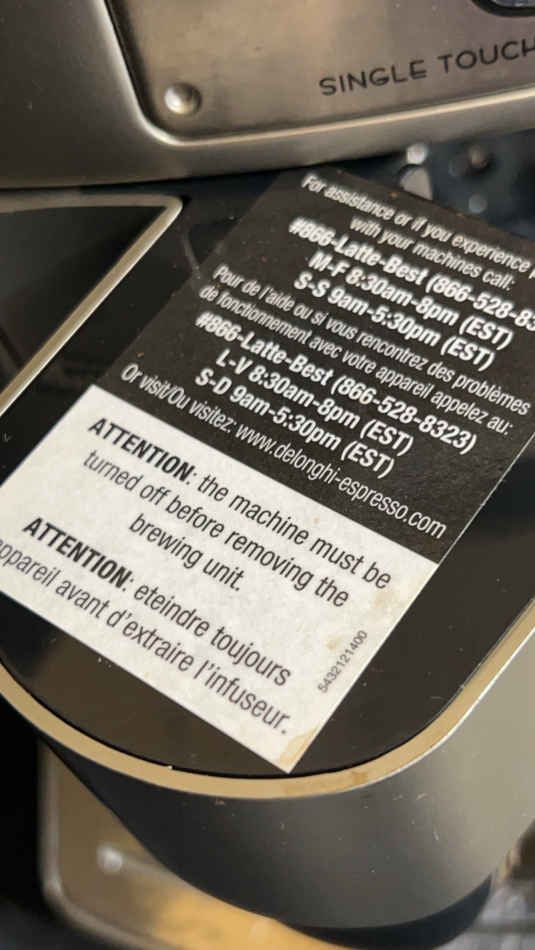 SINGLE TOUCH
For assistance or if you experience
with your machines call:
#866-Latte-Best (866-528-83
M-F 8:30am-8pm (EST)
S-S 9am-5:30pm (EST)
Pour de l'aide ou si vous rencontrez des problèmes
de fonctionnement avec votre appareil appelez au:
#866-Latte-Best (866-528-8323)
L-V 8:30am-8pm (EST)
S-D 9am-5:30pm (EST)
Or visit/Ou visitez: www.delonghi-espresso.com
ATTENTION: the machine must be
turned off before removing the
brewing unit.
ATTENTION: eteindre toujours
appareil avant d'extraire l'infuseur.
5432121400